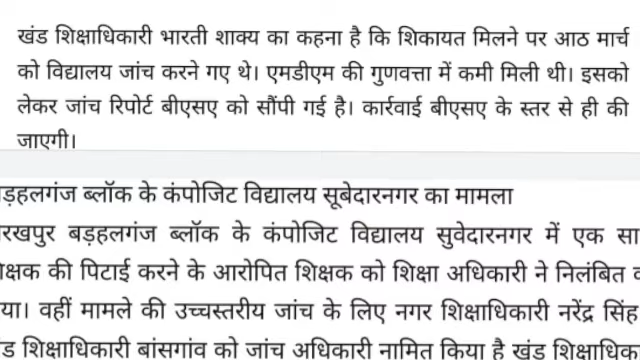 खंड शिक्षाधिकारी भारती शाक्य का कहना है कि शिकायत मिलने पर आठ मार्च
को विद्यालय जांच करने गए थे। एमडीएम की गुणवत्ता में कमी मिली थी। इसको
लेकर जांच रिपोर्ट बीएसए को सौंपी गई है। कार्रवाई बीएसए के स्तर से ही की
जाएगी।
ड़हलगंज ब्लॉक के कंपोजिट विद्यालय सूबेदारनगर का मामला
रखपुर बड़हलगंज ब्लॉक के कंपोजिट विद्यालय सुवेदारनगर में एक सा
क्षक की पिटाई करने के आरोपित शिक्षक को शिक्षा अधिकारी ने निलंबित
या। वहीं मामले की उच्चस्तरीय जांच के लिए नगर शिक्षाधिकारी नरेंद्र सिंह
ड शिक्षाधिकारी बांसगांव को जांच अधिकारी नामित किया है खंड